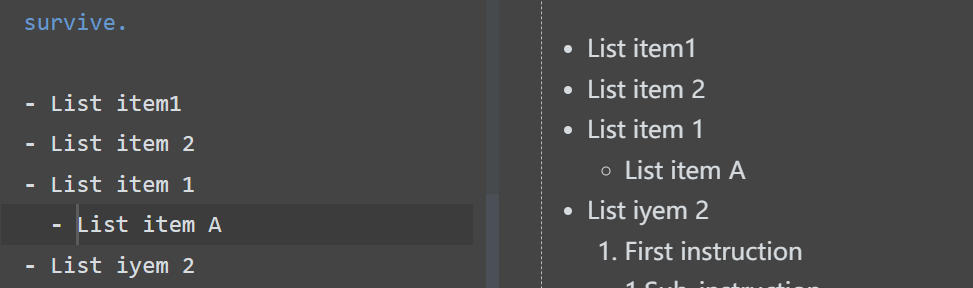 survive.
- List item1
- List item 2
- List item 1
- List item A
- List iyem 2
• List item1
• List item 2
• List item 1
○ List item A
• List iyem 2
1. First instruction
1 Sub-instruction